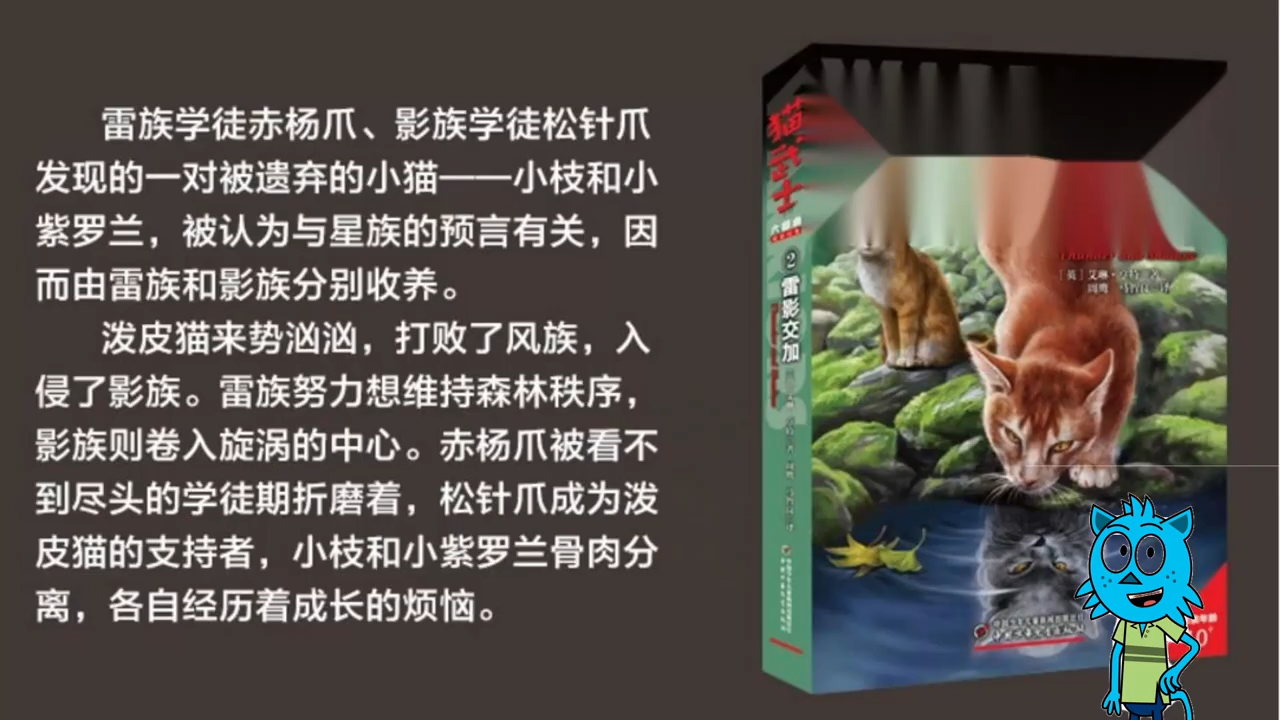 雷族学徒赤杨爪、影族学徒松针爪
发现的一对被遗弃的小猫——小枝和小
紫罗兰，被认为与星族的预言有关，因
而由雷族和影族分别收养。
泼皮猫来势汹汹，打败了风族，入
侵了影族。雷族努力想维持森林秩序，
影族则卷入旋涡的中心。赤杨爪被看不
到尽头的学徒期折磨着，松针爪成为泼
皮猫的支持者，小枝和小紫罗兰骨肉分
离，各自经历着成长的烦恼。
猫武士
六部曲
2
雷影交加
[英] 艾琳